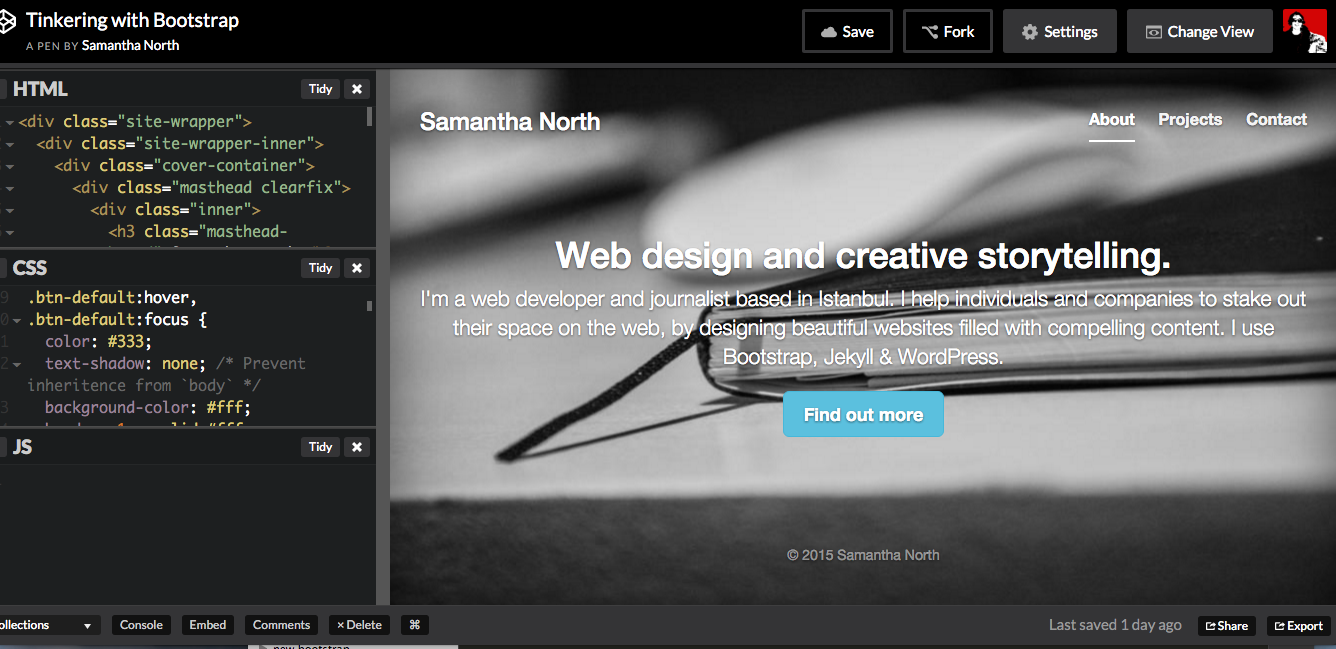 Tinkering with Bootstrap
A PEN BY Samantha North
Save
Fork
Settings
Change View
HTML
Tidy
<div class="site-wrapper">
<div class="site-wrapper-inner">
<div class="cover-container">
<div class="masthead clearfix">
<div class="inner">
<h3 class="masthead-
CSS
Tidy
.btn-default:hover,
.btn-default:focus {
color: #333;
text-shadow: none; /* Prevent
inheritence from `body` */
background-color: #fff;
JS
Tidy
Samantha North
About Projects Contact
Web design and creative storytelling.
I'm a web developer and journalist based in Istanbul. I help individuals and companies to stake out
their space on the web, by designing beautiful websites filled with compelling content. I use
Bootstrap, Jekyll & WordPress.
Find out more
© 2015 Samantha North
ollections
Console
Embed
Comments
× Delete
⌘
Last saved 1 day ago
Share
Export